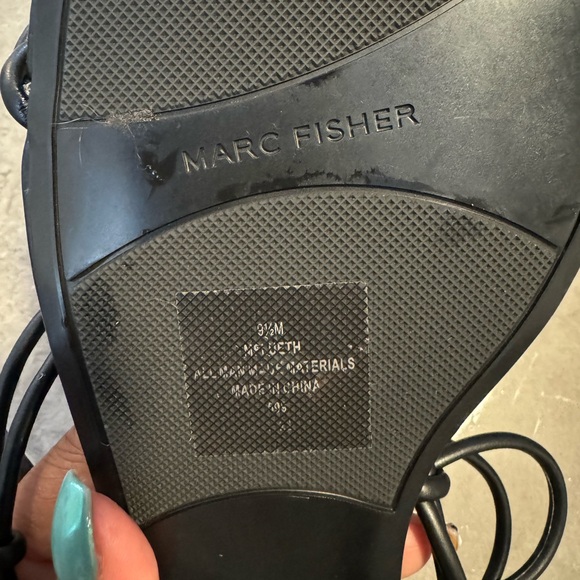 MARC FISHER
9½M
ALL MAN MADE MATERIALS
MADE IN CHINA